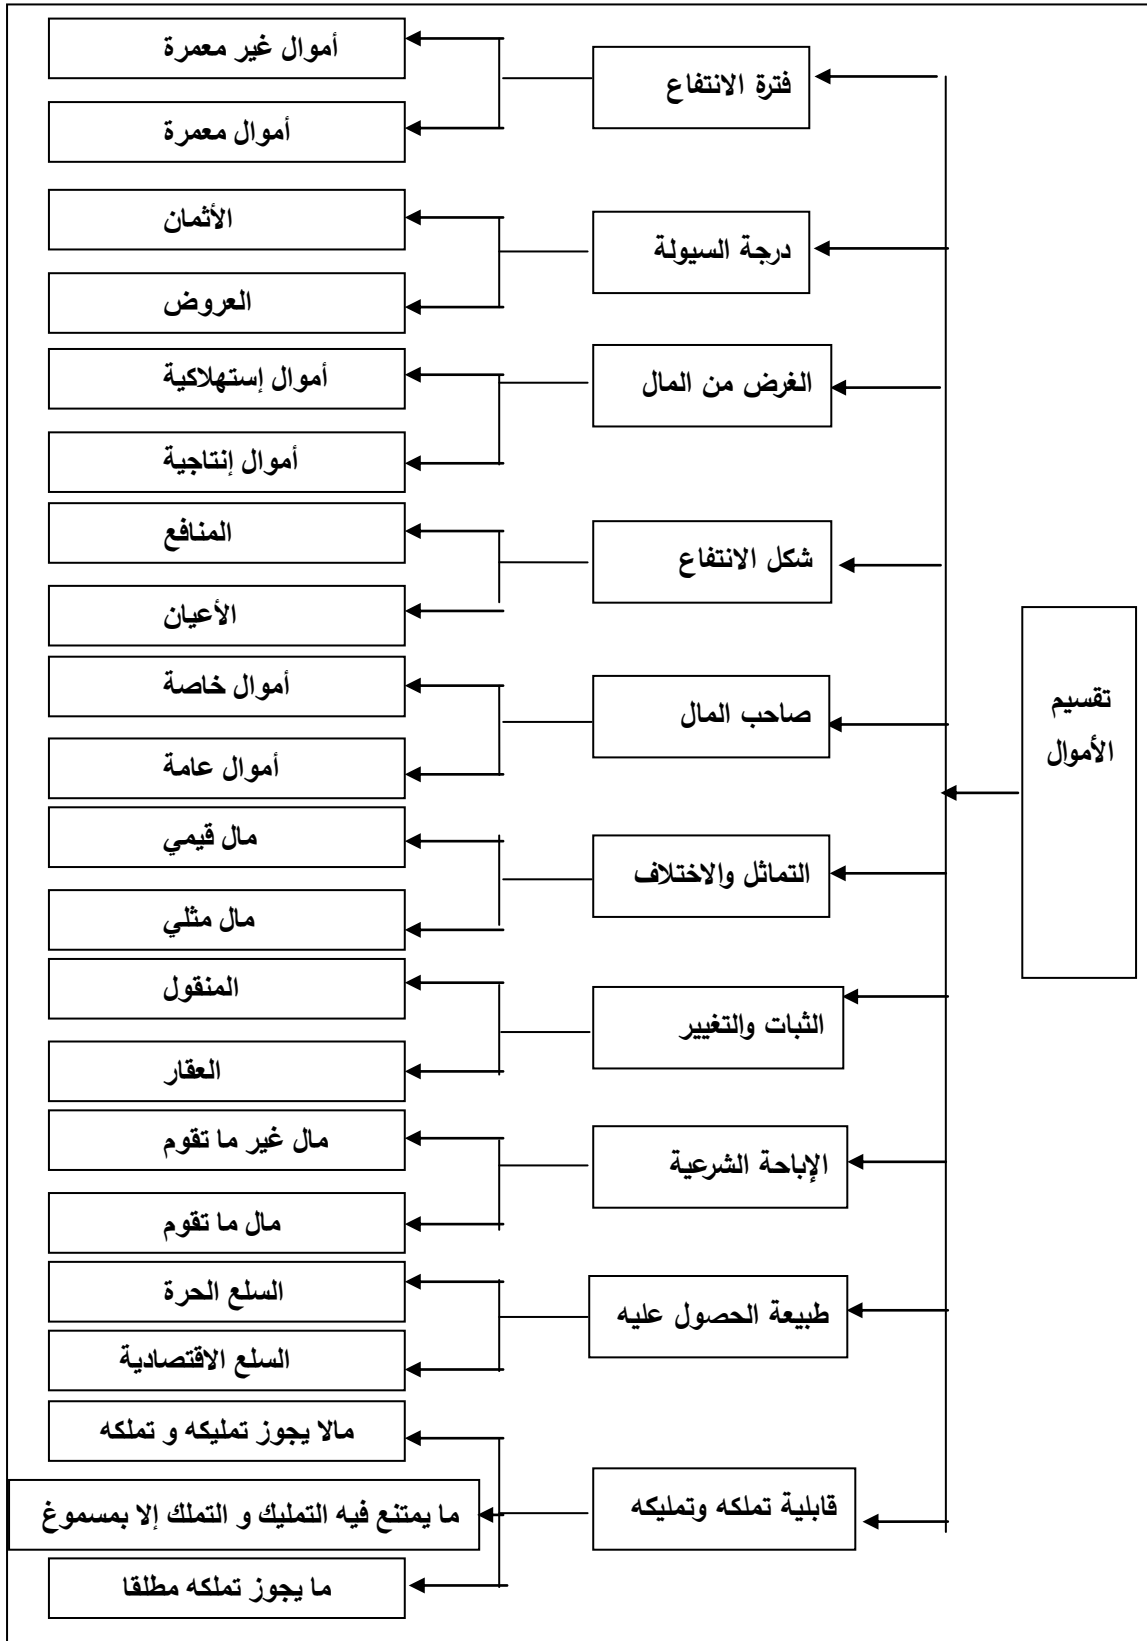 تقسيم
الأموال
فترة الانتفاع
أموال غير معمرة
أموال معمرة
درجة السيولة
الأثمان
العروض
الغرض من المال
أموال إستهلاكية
أموال إنتاجية
شكل الانتفاع
المنافع
الأعيان
صاحب المال
أموال خاصة
أموال عامة
التماثل والاختلاف
مال قيمي
مال مثلي
الثبات والتغيير
المنقول
العقار
الإباحة الشرعية
مال غير ما تقوم
مال ما تقوم
طبيعة الحصول عليه
السلع الحرة
السلع الاقتصادية
قابلية تملكه وتمليكه
مالا يجوز تمليكه و تملكه
ما يمتنع فيه التمليك و التملك إلا بمسموغ
ما يجوز تملكه مطلقا